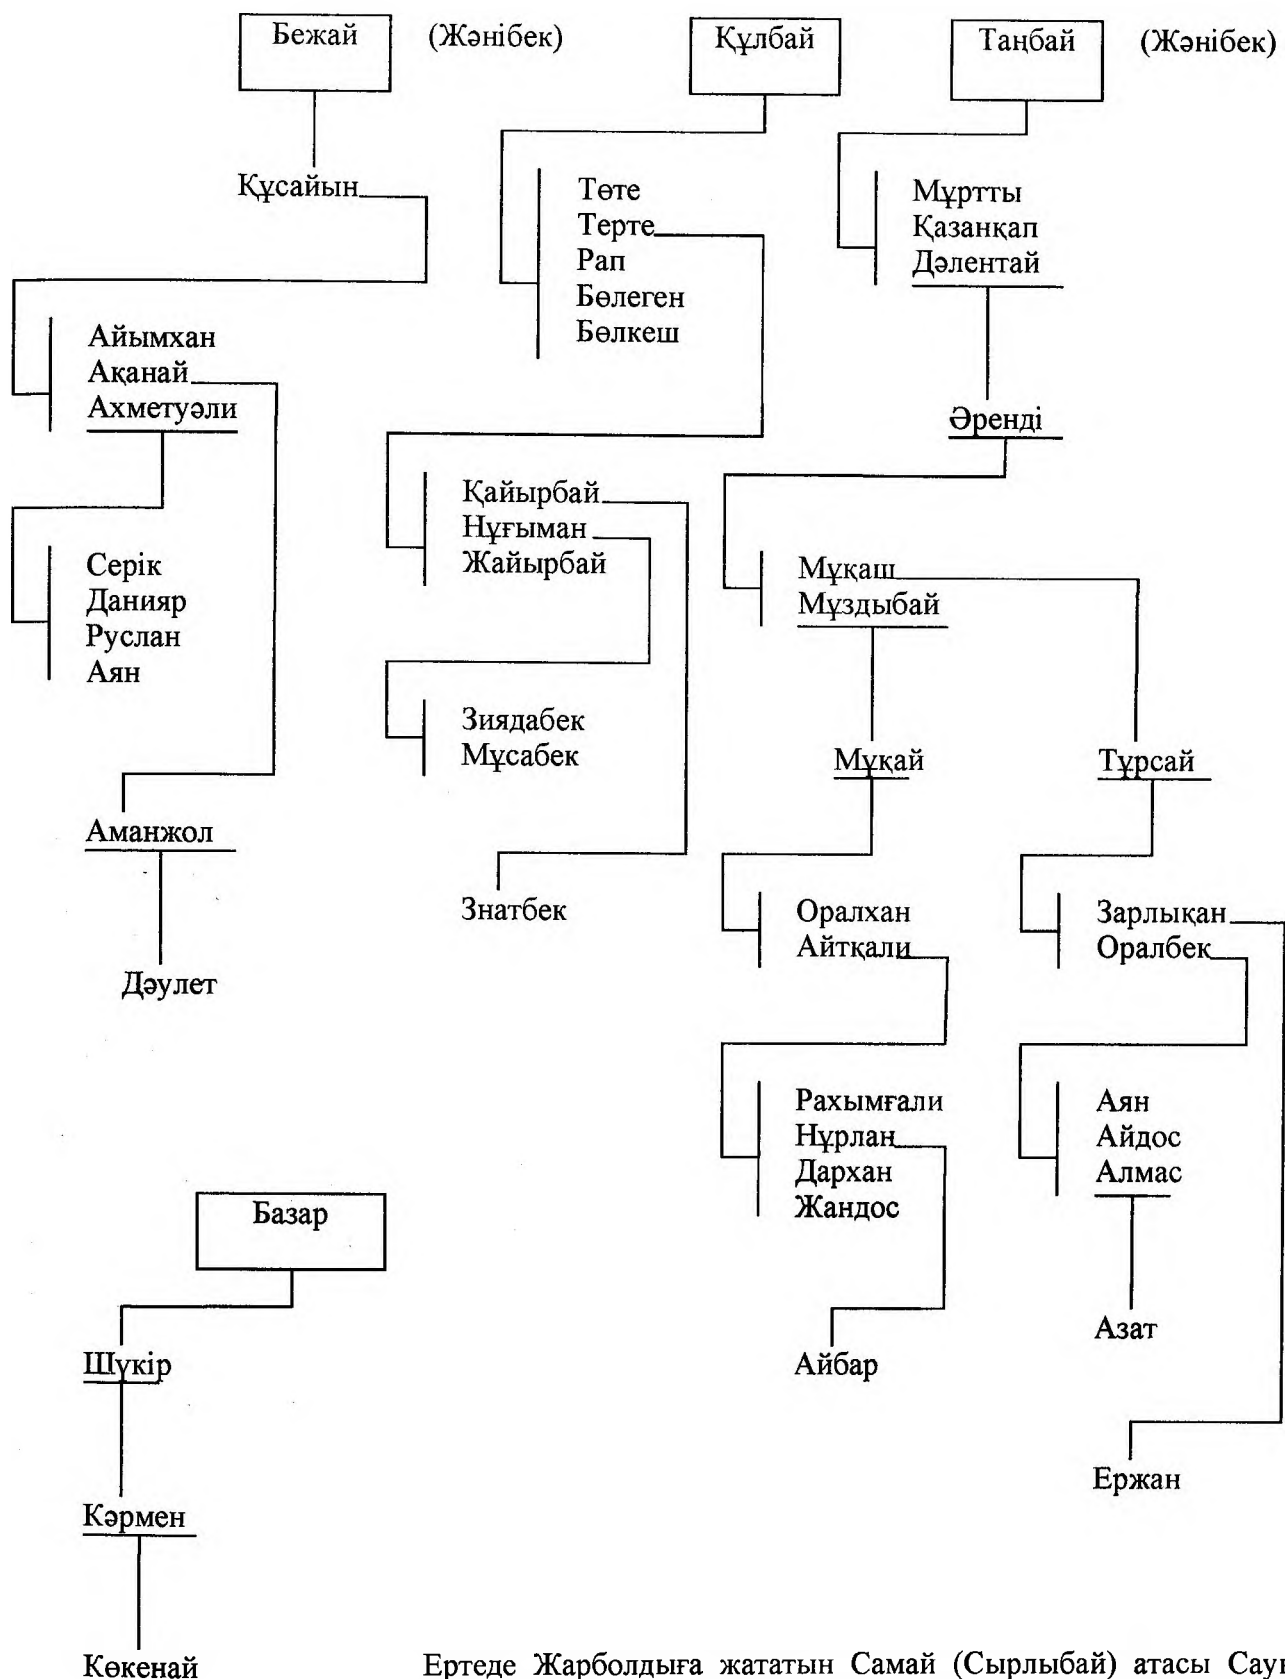 Бежай (Жәнібек) Құлбай Таңбай (Жәнібек)
Құсайын
Төте
Терте
Рап
Бөлеген
Бөлкеш
Мұртты
Қазанқап
Дәлентай
Айымхан
Ақанай
Ахметуәли
Әренді
Қайырбай
Нұғыман
Жайырбай
Серік
Данияр
Руслан
Аян
Мұқаш
Мұздыбай
Зиядабек
Мұсабек
Мұқай
Тұрсай
Аманжол
Знатбек
Оралхан
Айтқали
Зарлықан
Оралбек
Дәулет
Рахымғали
Нұрлан
Дархан
Жандос
Аян
Айдос
Алмас
Базар
Азат
Шүкір
Айбар
Ержан
Кәрмен
Көкенай
Ертеде Жарболдыға жататын Самай (Сырлыбай) атасы Саул